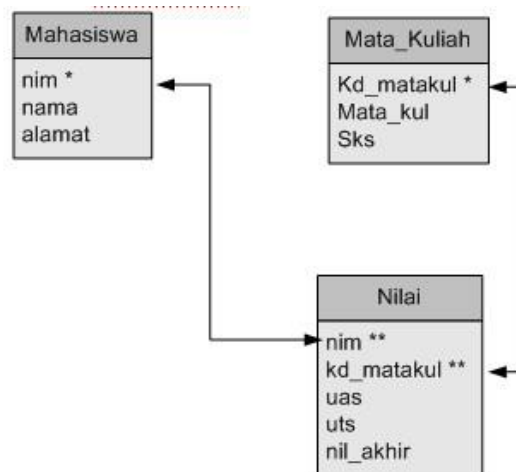 Mahasiswa
nim *
nama
alamat
Mata_Kuliah
Kd_matakul *
Mata_kul
Sks
Nilai
nim **
kd_matakul **
uas
uts
nil_akhir